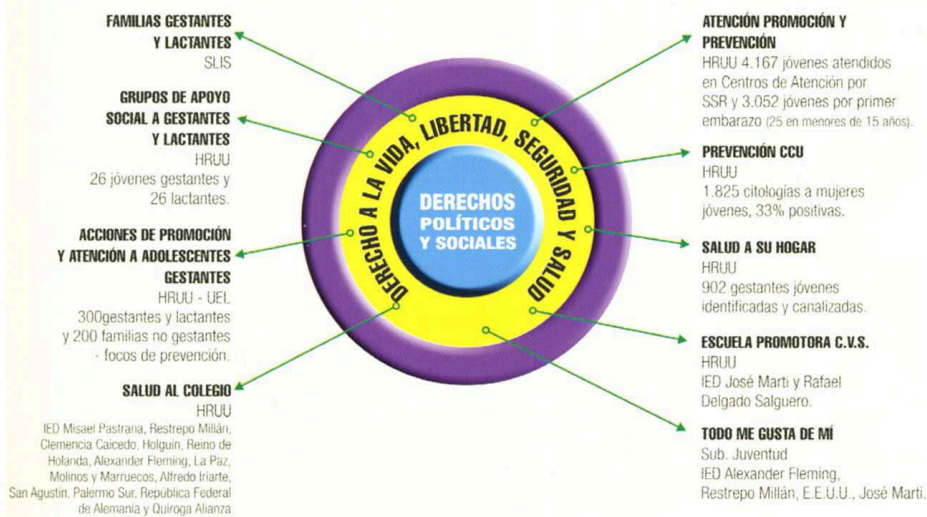 FAMILIAS GESTANTES
Y LACTANTES
SLIS
GRUPOS DE APOYO
SOCIAL A GESTANTES
Y LACTANTES
HRUU
26 jóvenes gestantes y
26 lactantes.
ACCIONES DE PROMOCIÓN
Y ATENCIÓN A ADOLESCENTES
GESTANTES
HRUU - UEL
300gestantes y lactantes
y 200 familias no gestantes
- focos de prevención.
SALUD AL COLEGIO
HRUU
IED Misael Pastrana, Restrepo Millán,
Clemencia Caicedo, Holguin, Reino de
Holanda, Alexander Fleming, La Paz,
Molinos y Marruecos, Alfredo Iriarte,
San Agustin, Palermo Sur, República Federal
de Alemania y Quiroga Alianza
DERECHO A LA VIDA, LIBERTAD, SEGURIDAD Y SALUD
DERECHOS
POLÍTICOS
Y SOCIALES
ATENCIÓN PROMOCIÓN Y
PREVENCIÓN
HRUU 4.167 jóvenes atendidos
en Centros de Atención por
SSR y 3.052 jóvenes por primer
embarazo (25 en menores de 15 años).
PREVENCIÓN CCU
HRUU
1.825 citologías a mujeres
jóvenes, 33% positivas.
SALUD A SU HOGAR
HRUU
902 gestantes jóvenes
identificadas y canalizadas.
ESCUELA PROMOTORA C.V.S.
HRUU
IED José Marti y Rafael
Delgado Salguero.
TODO ME GUSTA DE MÍ
Sub. Juventud
IED Alexander Fleming,
Restrepo Millán, E.E.U.U., José Marti.